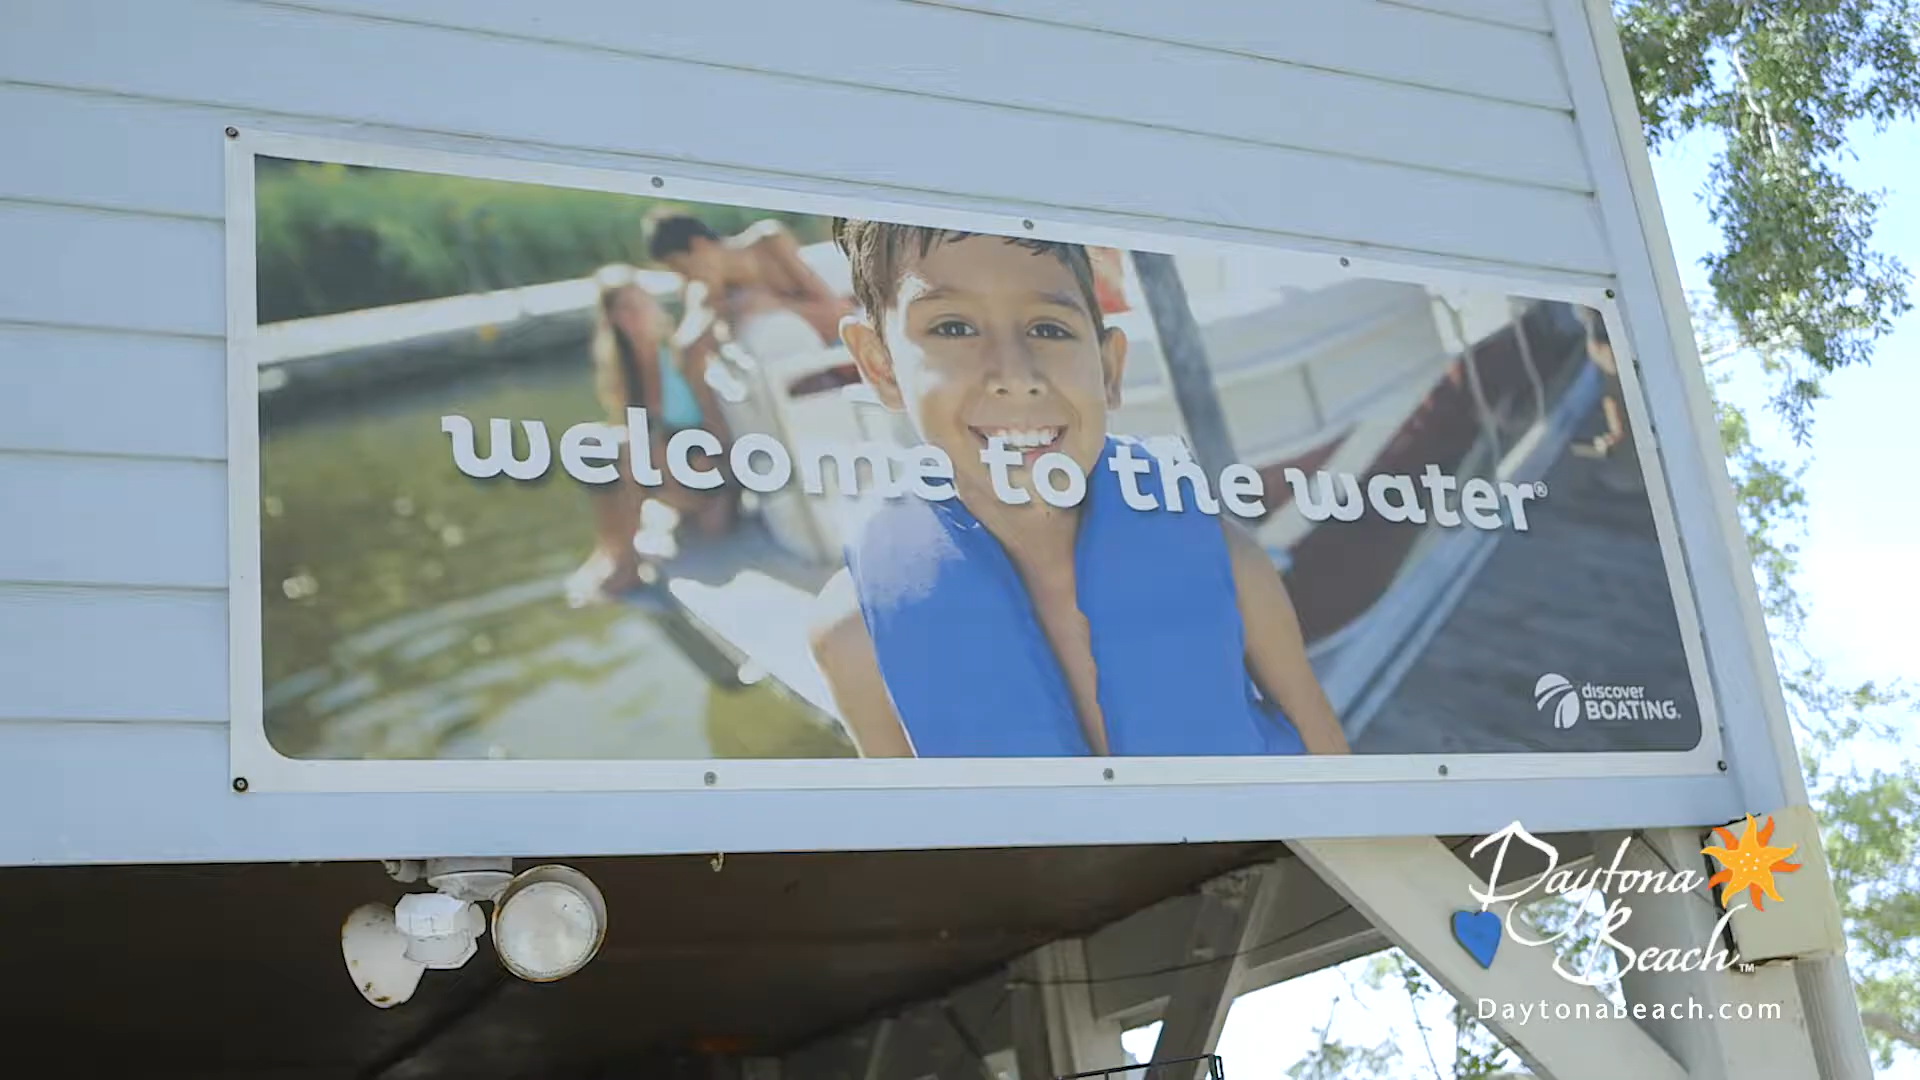 welcome to the water®
discover
BOATING®
Daytona
Beach™
DaytonaBeach.com